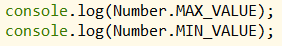 console.log(Number.MAX_VALUE);
console.log(Number.MIN_VALUE);